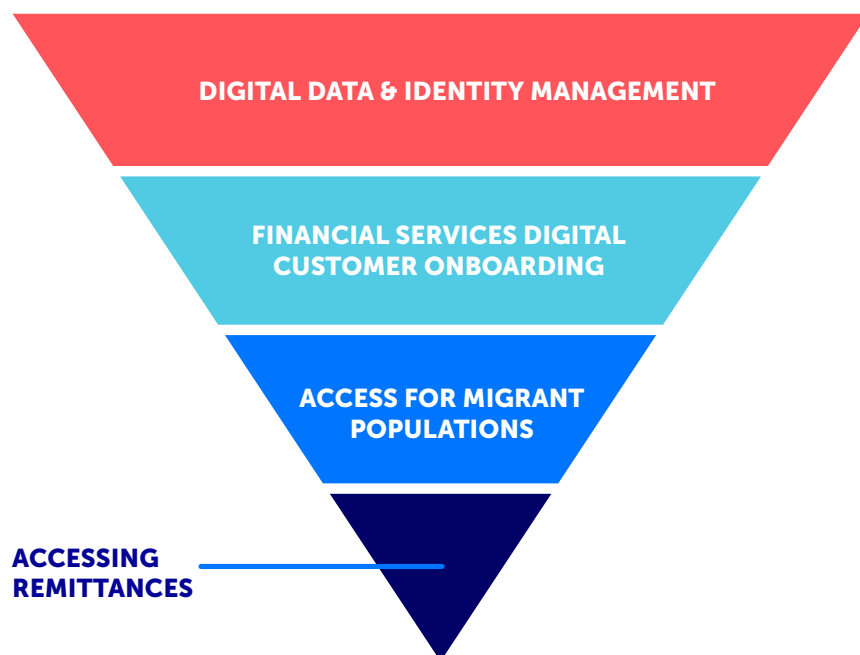 DIGITAL DATA & IDENTITY MANAGEMENT
FINANCIAL SERVICES DIGITAL
CUSTOMER ONBOARDING
ACCESS FOR MIGRANT
POPULATIONS
ACCESSING
REMITTANCES